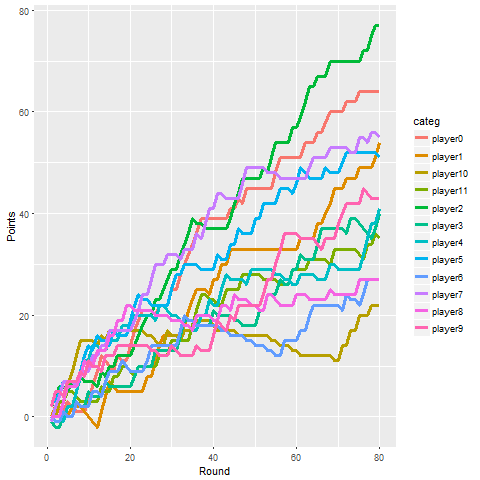 80
60
40
20
0
Points
0
20
40
60
80
Round
categ
player0
player1
player10
player11
player2
player3
player4
player5
player6
player7
player8
player9